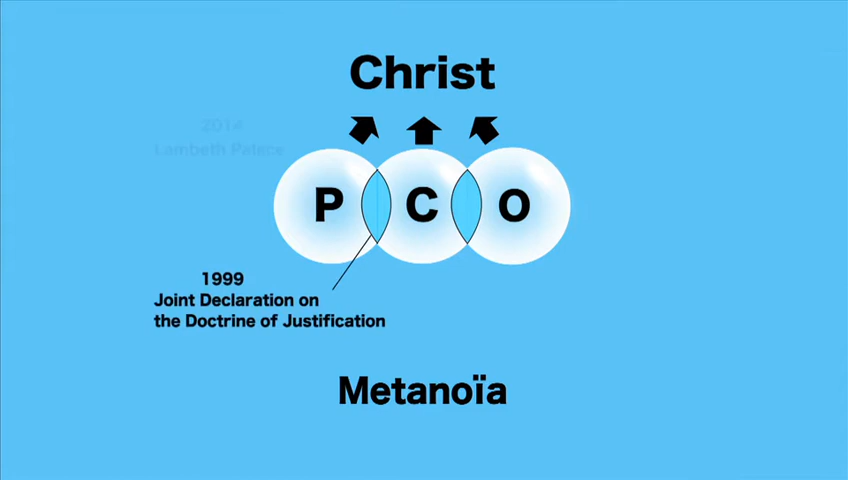 Christ
2014
Lambeth Palace
P C O
1999
Joint Declaration on
the Doctrine of Justification
Metanoïa